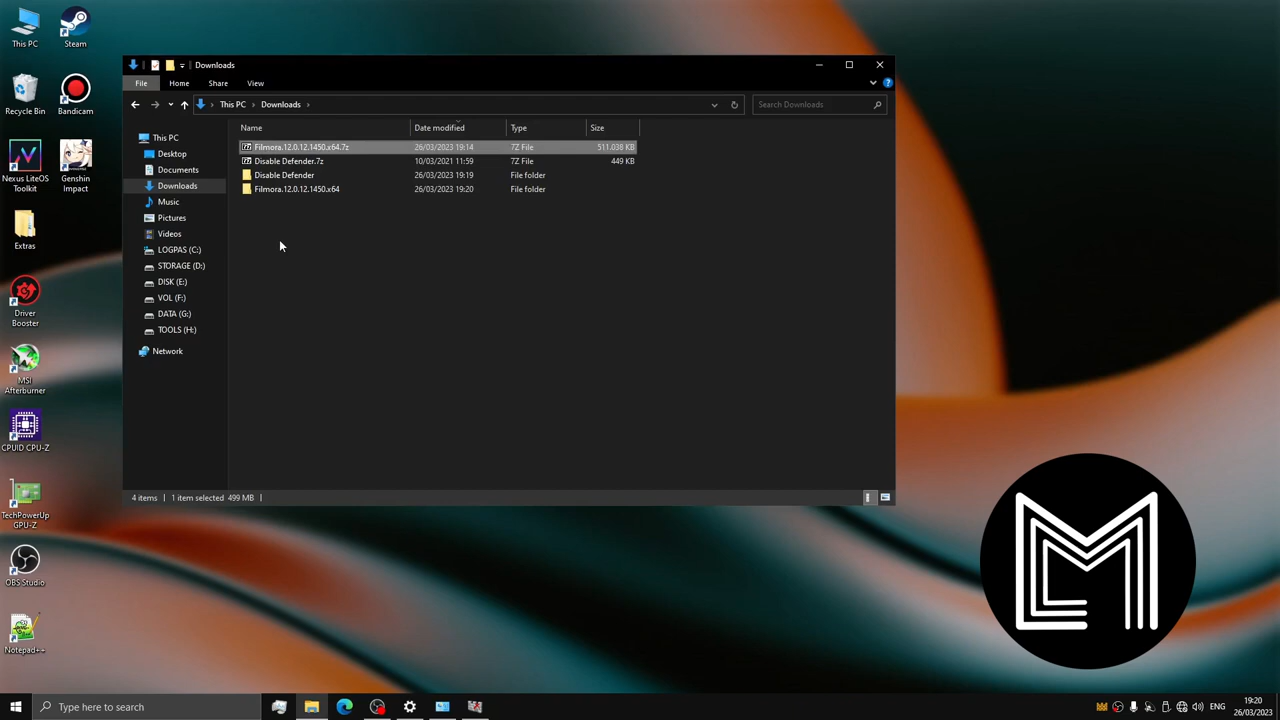 This PC
Steam
Recycle Bin
Bandicam
Nexus LiteOS
Toolkit
Genshin
Impact
Extras
Driver
Booster
MSI
Afterburner
CPUID CPU-Z
TechPowerUp
GPU-Z
OBS Studio
Notepad++
Downloads
File Home Share View
This PC Downloads
Search Downloads
Name Date modified Type Size
Filmora.12.0.12.1450.x64.7z 26/03/2023 19:14 7Z File 511.038 KB
Disable Defender.7z 10/03/2021 11:59 7Z File 449 KB
Disable Defender 26/03/2023 19:19 File folder
Filmora.12.0.12.1450.x64 26/03/2023 19:20 File folder
This PC
Desktop
Documents
Downloads
Music
Pictures
Videos
LOGPAS (C:)
STORAGE (D:)
DISK (E:)
VOL (F:)
DATA (G:)
TOOLS (H:)
Network
4 items 1 item selected 499 MB
Type here to search
ENG
19:20
26/03/2023